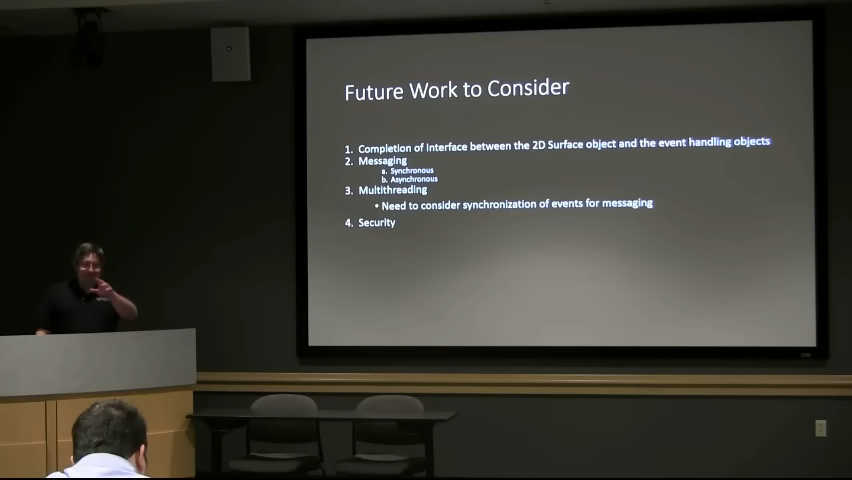 Future Work to Consider
1. Completion of Interface between the 2D Surface object and the event handling objects
2. Messaging
a. Synchronous
b. Asynchronous
3. Multithreading
• Need to consider synchronization of events for messaging
4. Security